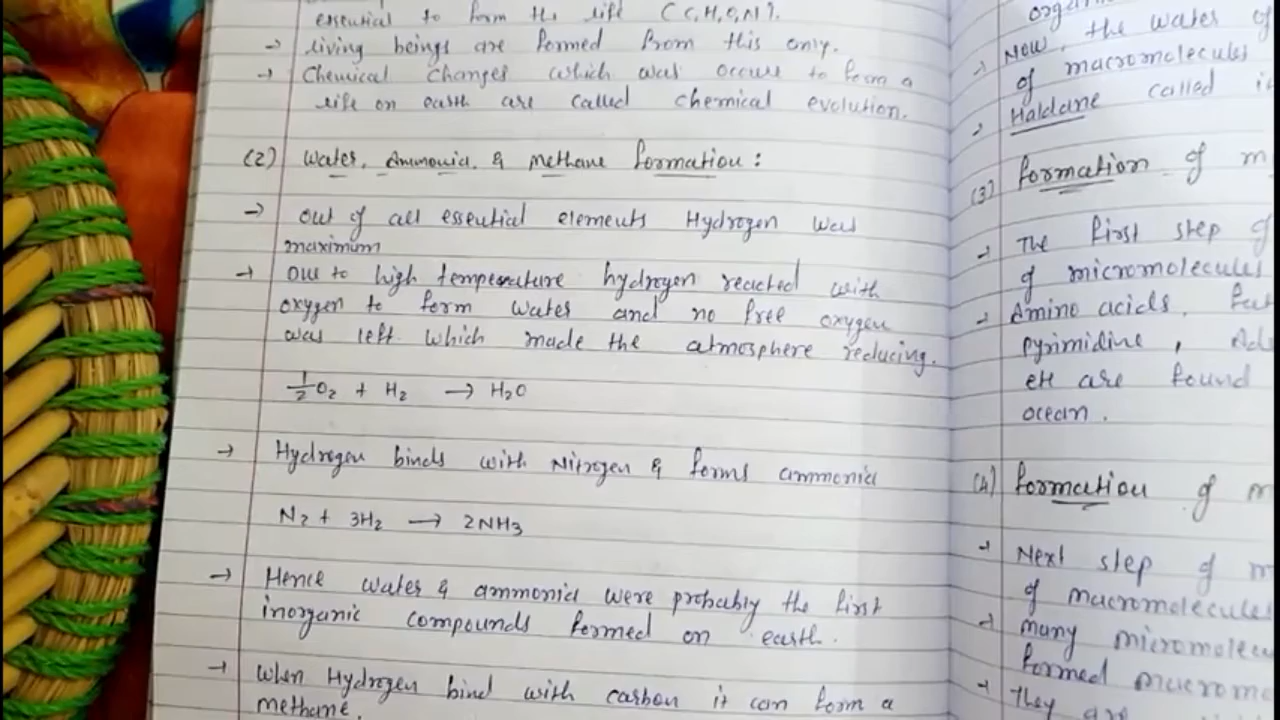 essential to form the life (C,H,O,N).
→ living beings are formed from this only.
→ Chemical changes which was occurs to form a
life on earth are called chemical evolution.
(2) Water, Ammonia & Methane formation :
→ out of all essential elements Hydrogen was
maximum
→ Due to high temperature hydrogen reacted with
oxygen to form water and no free oxygen
was left which made the atmosphere reducing.
½O₂ + H₂ → H₂O
→ Hydrogen binds with Nitrogen & forms ammonia
N₂ + 3H₂ → 2NH₃
→ Hence water & ammonia were probably the first
inorganic compounds formed on earth.
→ When Hydrogen bind with carbon it can form a
methane.
→ Now, the water of
of macromolecules
→ Haldane called
(3) formation of m
→ The first step of
of micromolecules
→ Amino acids,
pyrimidine,
etc are found
ocean.
(4) formation of m
→ Next step of m
of macromolecules
→ Many micromolecu
formed macromo
→ They are